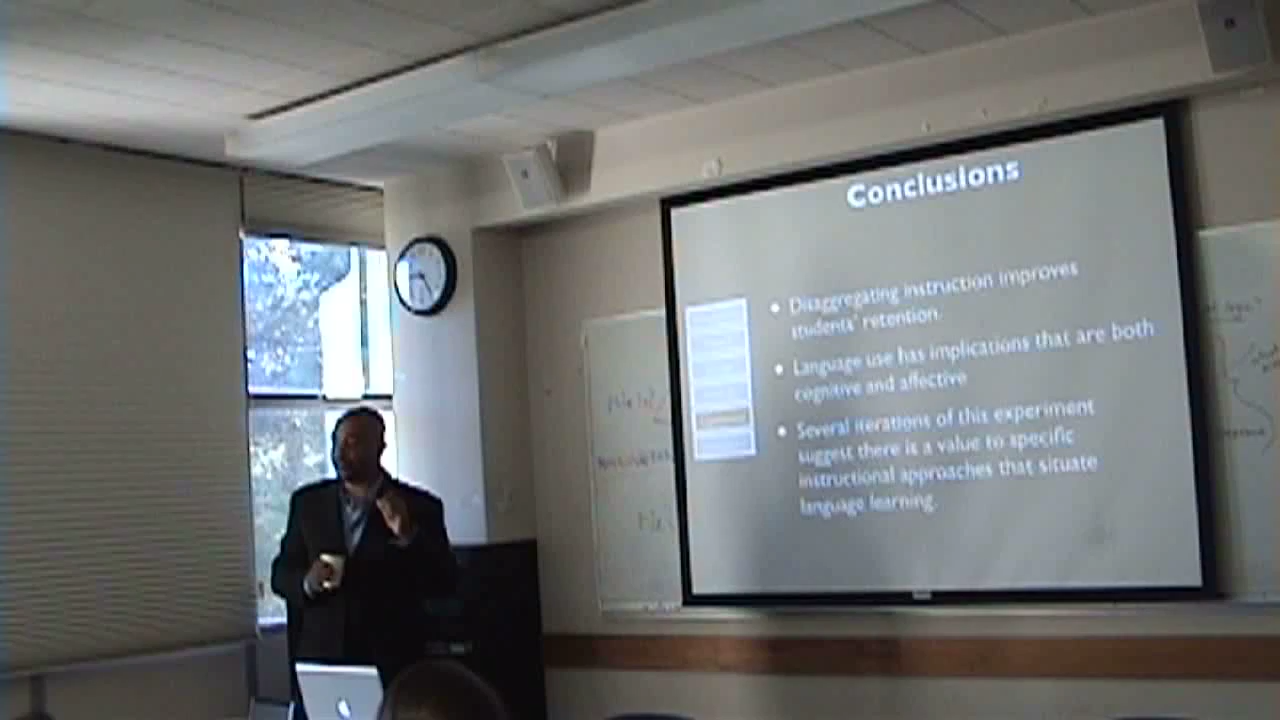 Conclusions
• Disaggregating instruction improves
students' retention.
• Language use has implications that are both
cognitive and affective
• Several iterations of this experiment
suggest there is a value to specific
instructional approaches that situate
language learning.